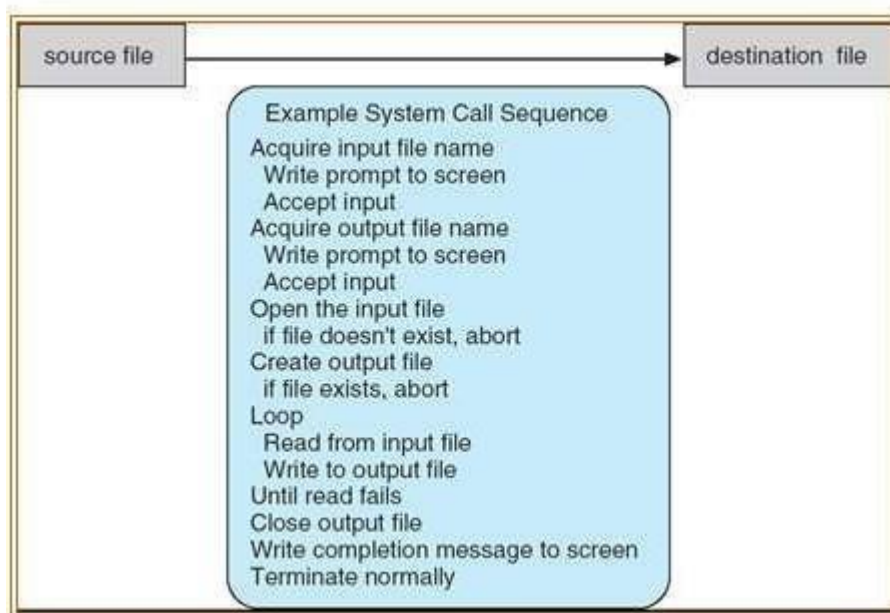 source file
destination file
Example System Call Sequence
Acquire input file name
Write prompt to screen
Accept input
Acquire output file name
Write prompt to screen
Accept input
Open the input file
if file doesn't exist, abort
Create output file
if file exists, abort
Loop
Read from input file
Write to output file
Until read fails
Close output file
Write completion message to screen
Terminate normally